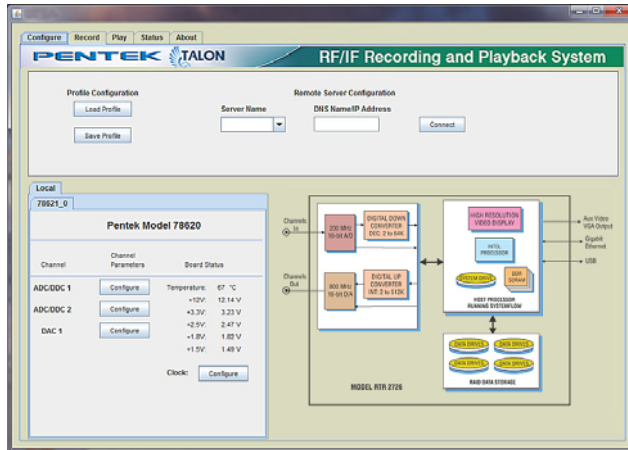 Configure Record Play Status About
PENTEK TALON RF/IF Recording and Playback System
Profile Configuration
Load Profile
Save Profile
Remote Server Configuration
Server Name DNS Name/IP Address
Connect
Local
78621_0
Pentek Model 78620
Channel Channel Parameters Board Status
ADC/DDC 1 Configure
ADC/DDC 2 Configure
DAC 1 Configure
Temperature: 67 °C
+12V: 12.14 V
+3.3V: 3.23 V
+2.5V: 2.47 V
+1.8V: 1.82 V
+1.5V: 1.49 V
Clock: Configure
Channels
In
200 MHz
16-bit A/D
DIGITAL DOWN
CONVERTER
DEC: 2 to 64K
Channels
Out
800 MHz
16-bit D/A
DIGITAL UP
CONVERTER
INT: 2 to 512K
HIGH RESOLUTION
VIDEO DISPLAY
INTEL
PROCESSOR
SYSTEM DRIVE
DDR
SDRAM
HOST PROCESSOR
RUNNING SYSTEMFLOW
Aux Video
VGA Output
Gigabit
Ethernet
USB
DATA DRIVES DATA DRIVES
DATA DRIVES DATA DRIVES
RAID DATA STORAGE
MODEL RTR 2726